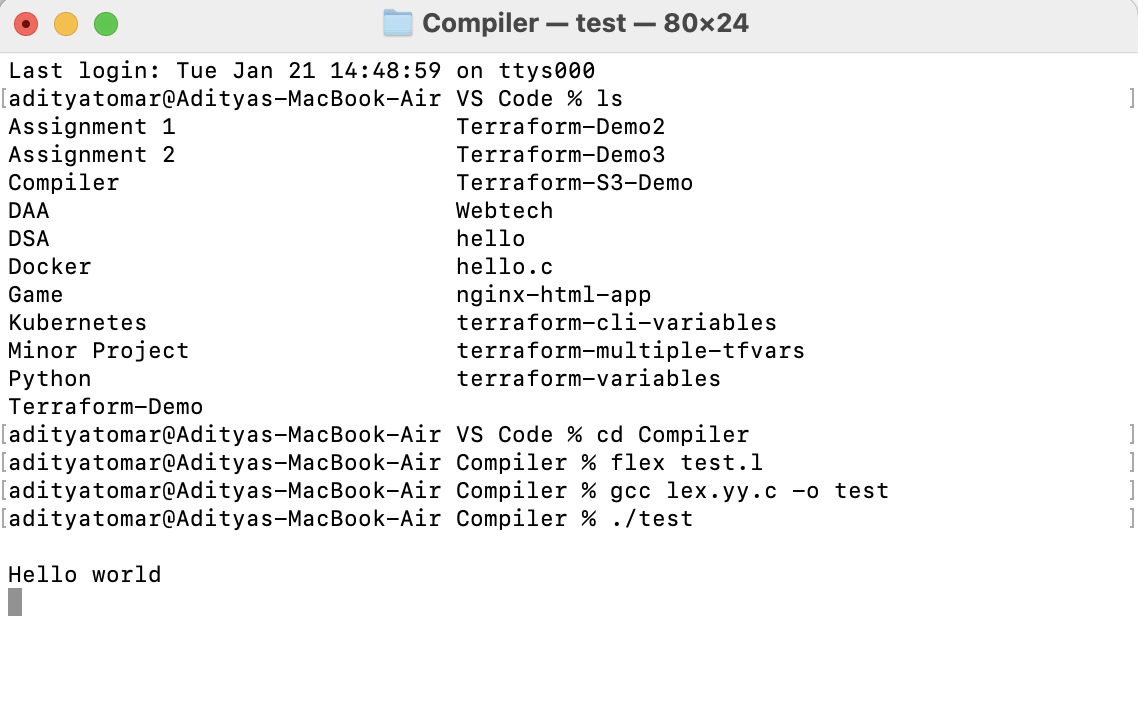 Compiler — test — 80×24
Last login: Tue Jan 21 14:48:59 on ttys000
[adityatomar@Adityas-MacBook-Air VS Code % ls ]
Assignment 1 Terraform-Demo2
Assignment 2 Terraform-Demo3
Compiler Terraform-S3-Demo
DAA Webtech
DSA hello
Docker hello.c
Game nginx-html-app
Kubernetes terraform-cli-variables
Minor Project terraform-multiple-tfvars
Python terraform-variables
Terraform-Demo
[adityatomar@Adityas-MacBook-Air VS Code % cd Compiler ]
[adityatomar@Adityas-MacBook-Air Compiler % flex test.l ]
[adityatomar@Adityas-MacBook-Air Compiler % gcc lex.yy.c -o test ]
[adityatomar@Adityas-MacBook-Air Compiler % ./test ]
Hello world